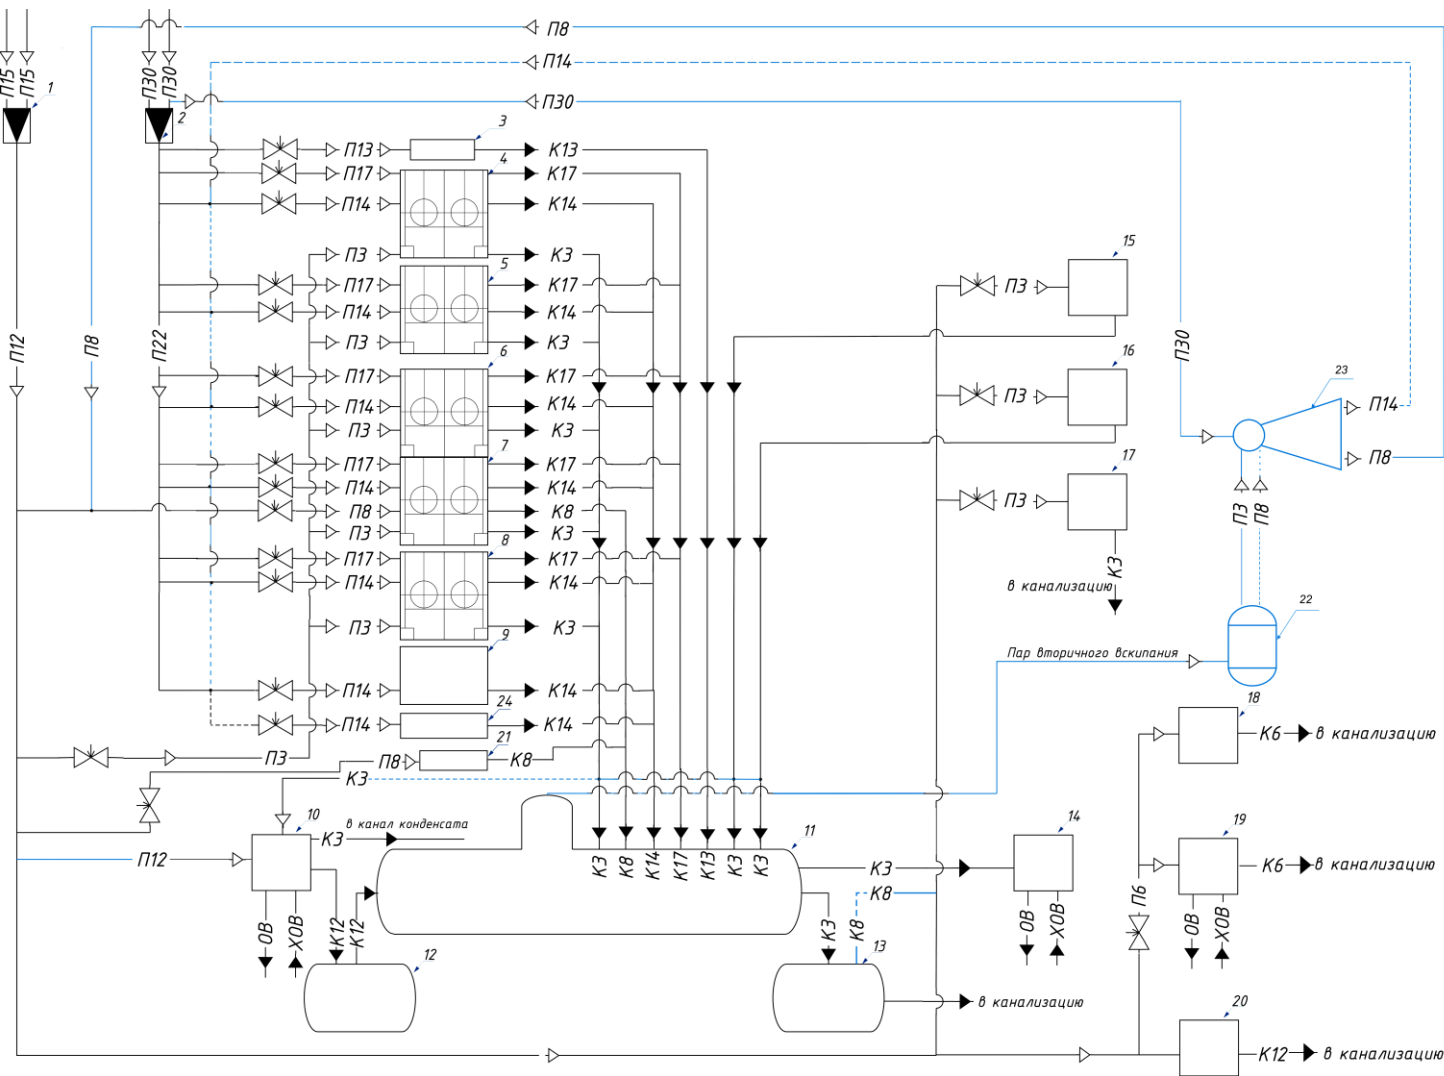 П8
П14
П30
П15
П15
П30
П30
1
2
3
П13
К13
4
П17
К17
П14
К14
П3
К3
5
П17
К17
П14
К14
П3
К3
15
П3
П12
П8
П22
П30
6
П17
К17
П14
К14
П3
К3
16
П3
23
П14
П8
7
П17
К17
П14
К14
П8
К8
П3
К3
17
П3
К3
в канализацию
П3
П8
8
П17
К17
П14
К14
П3
К3
22
9
Пар вторичного вскипания
П14
К14
24
П14
К14
18
К6
в канализацию
21
П3
П8
К8
К3
10
в канал конденсата
К3
П12
11
К3
К8
К14
К17
К13
К3
К3
14
К3
К8
19
К6
в канализацию
П6
ОВ
ХОВ
К12
К12
К3
К8
ОВ
ХОВ
ОВ
ХОВ
12
13
в канализацию
20
К12
в канализацию